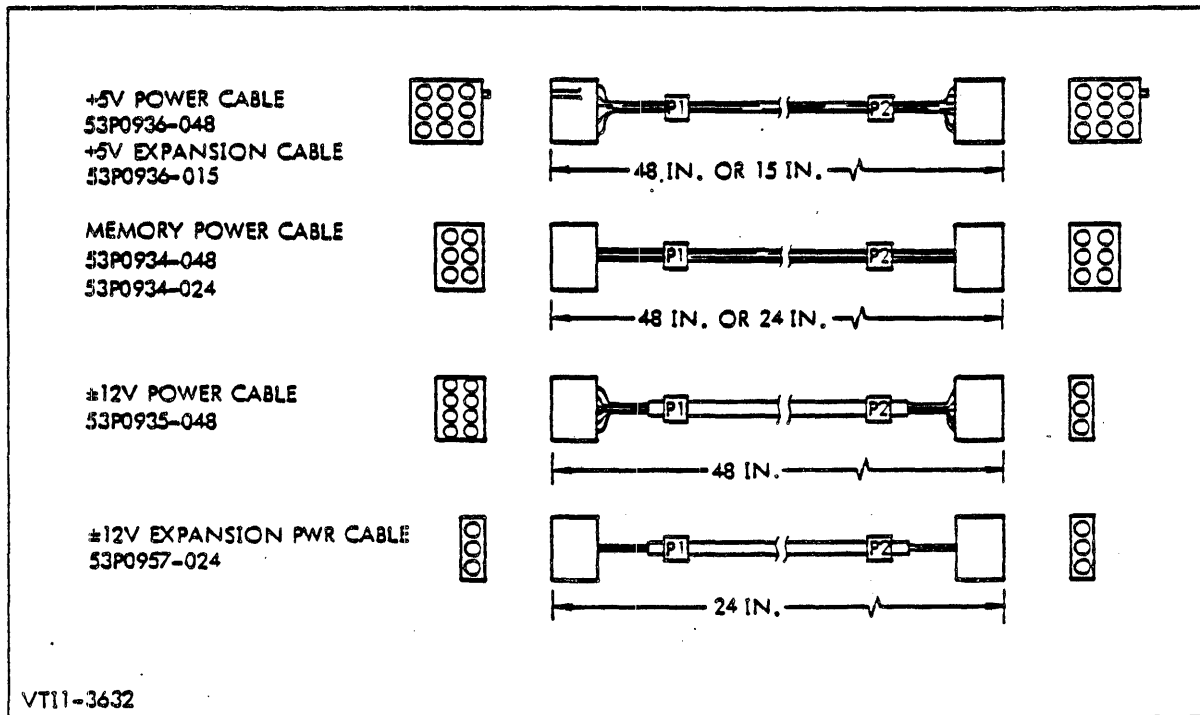 +5V POWER CABLE
53P0936-048
+5V EXPANSION CABLE
53P0936-015
P1 P2
48 IN. OR 15 IN.
MEMORY POWER CABLE
53P0934-048
53P0934-024
P1 P2
48 IN. OR 24 IN.
±12V POWER CABLE
53P0935-048
P1 P2
48 IN.
±12V EXPANSION PWR CABLE
53P0957-024
P1 P2
24 IN.
VTI1-3632